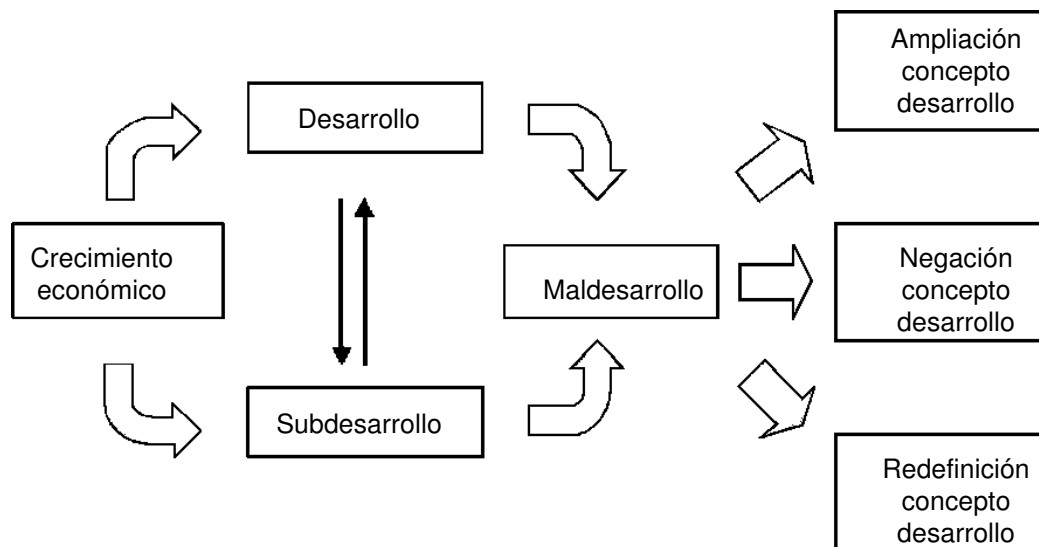 Ampliación
concepto
desarrollo
Desarrollo
Crecimiento
económico
Maldesarrollo
Negación
concepto
desarrollo
Subdesarrollo
Redefinición
concepto
desarrollo